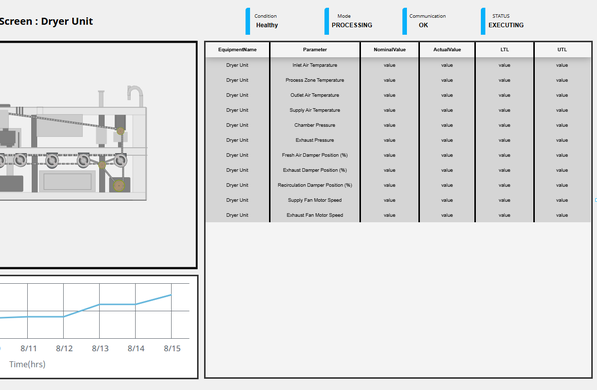 Screen : Dryer Unit
Condition
Healthy
Mode
PROCESSING
Communication
OK
STATUS
EXECUTING
EquipmentName Parameter NominalValue ActualValue LTL UTL
Dryer Unit Inlet Air Temparature value value value value
Dryer Unit Process Zone Temperature value value value value
Dryer Unit Outlet Air Temperature value value value value
Dryer Unit Supply Air Temperature value value value value
Dryer Unit Chamber Pressure value value value value
Dryer Unit Exhaust Pressure value value value value
Dryer Unit Fresh Air Damper Position (%) value value value value
Dryer Unit Exhaust Damper Position (%) value value value value
Dryer Unit Recirculation Damper Position (%) value value value value
Dryer Unit Supply Fan Motor Speed value value value value
Dryer Unit Exhaust Fan Motor Speed value value value value
8/11 8/12 8/13 8/14 8/15
Time(hrs)